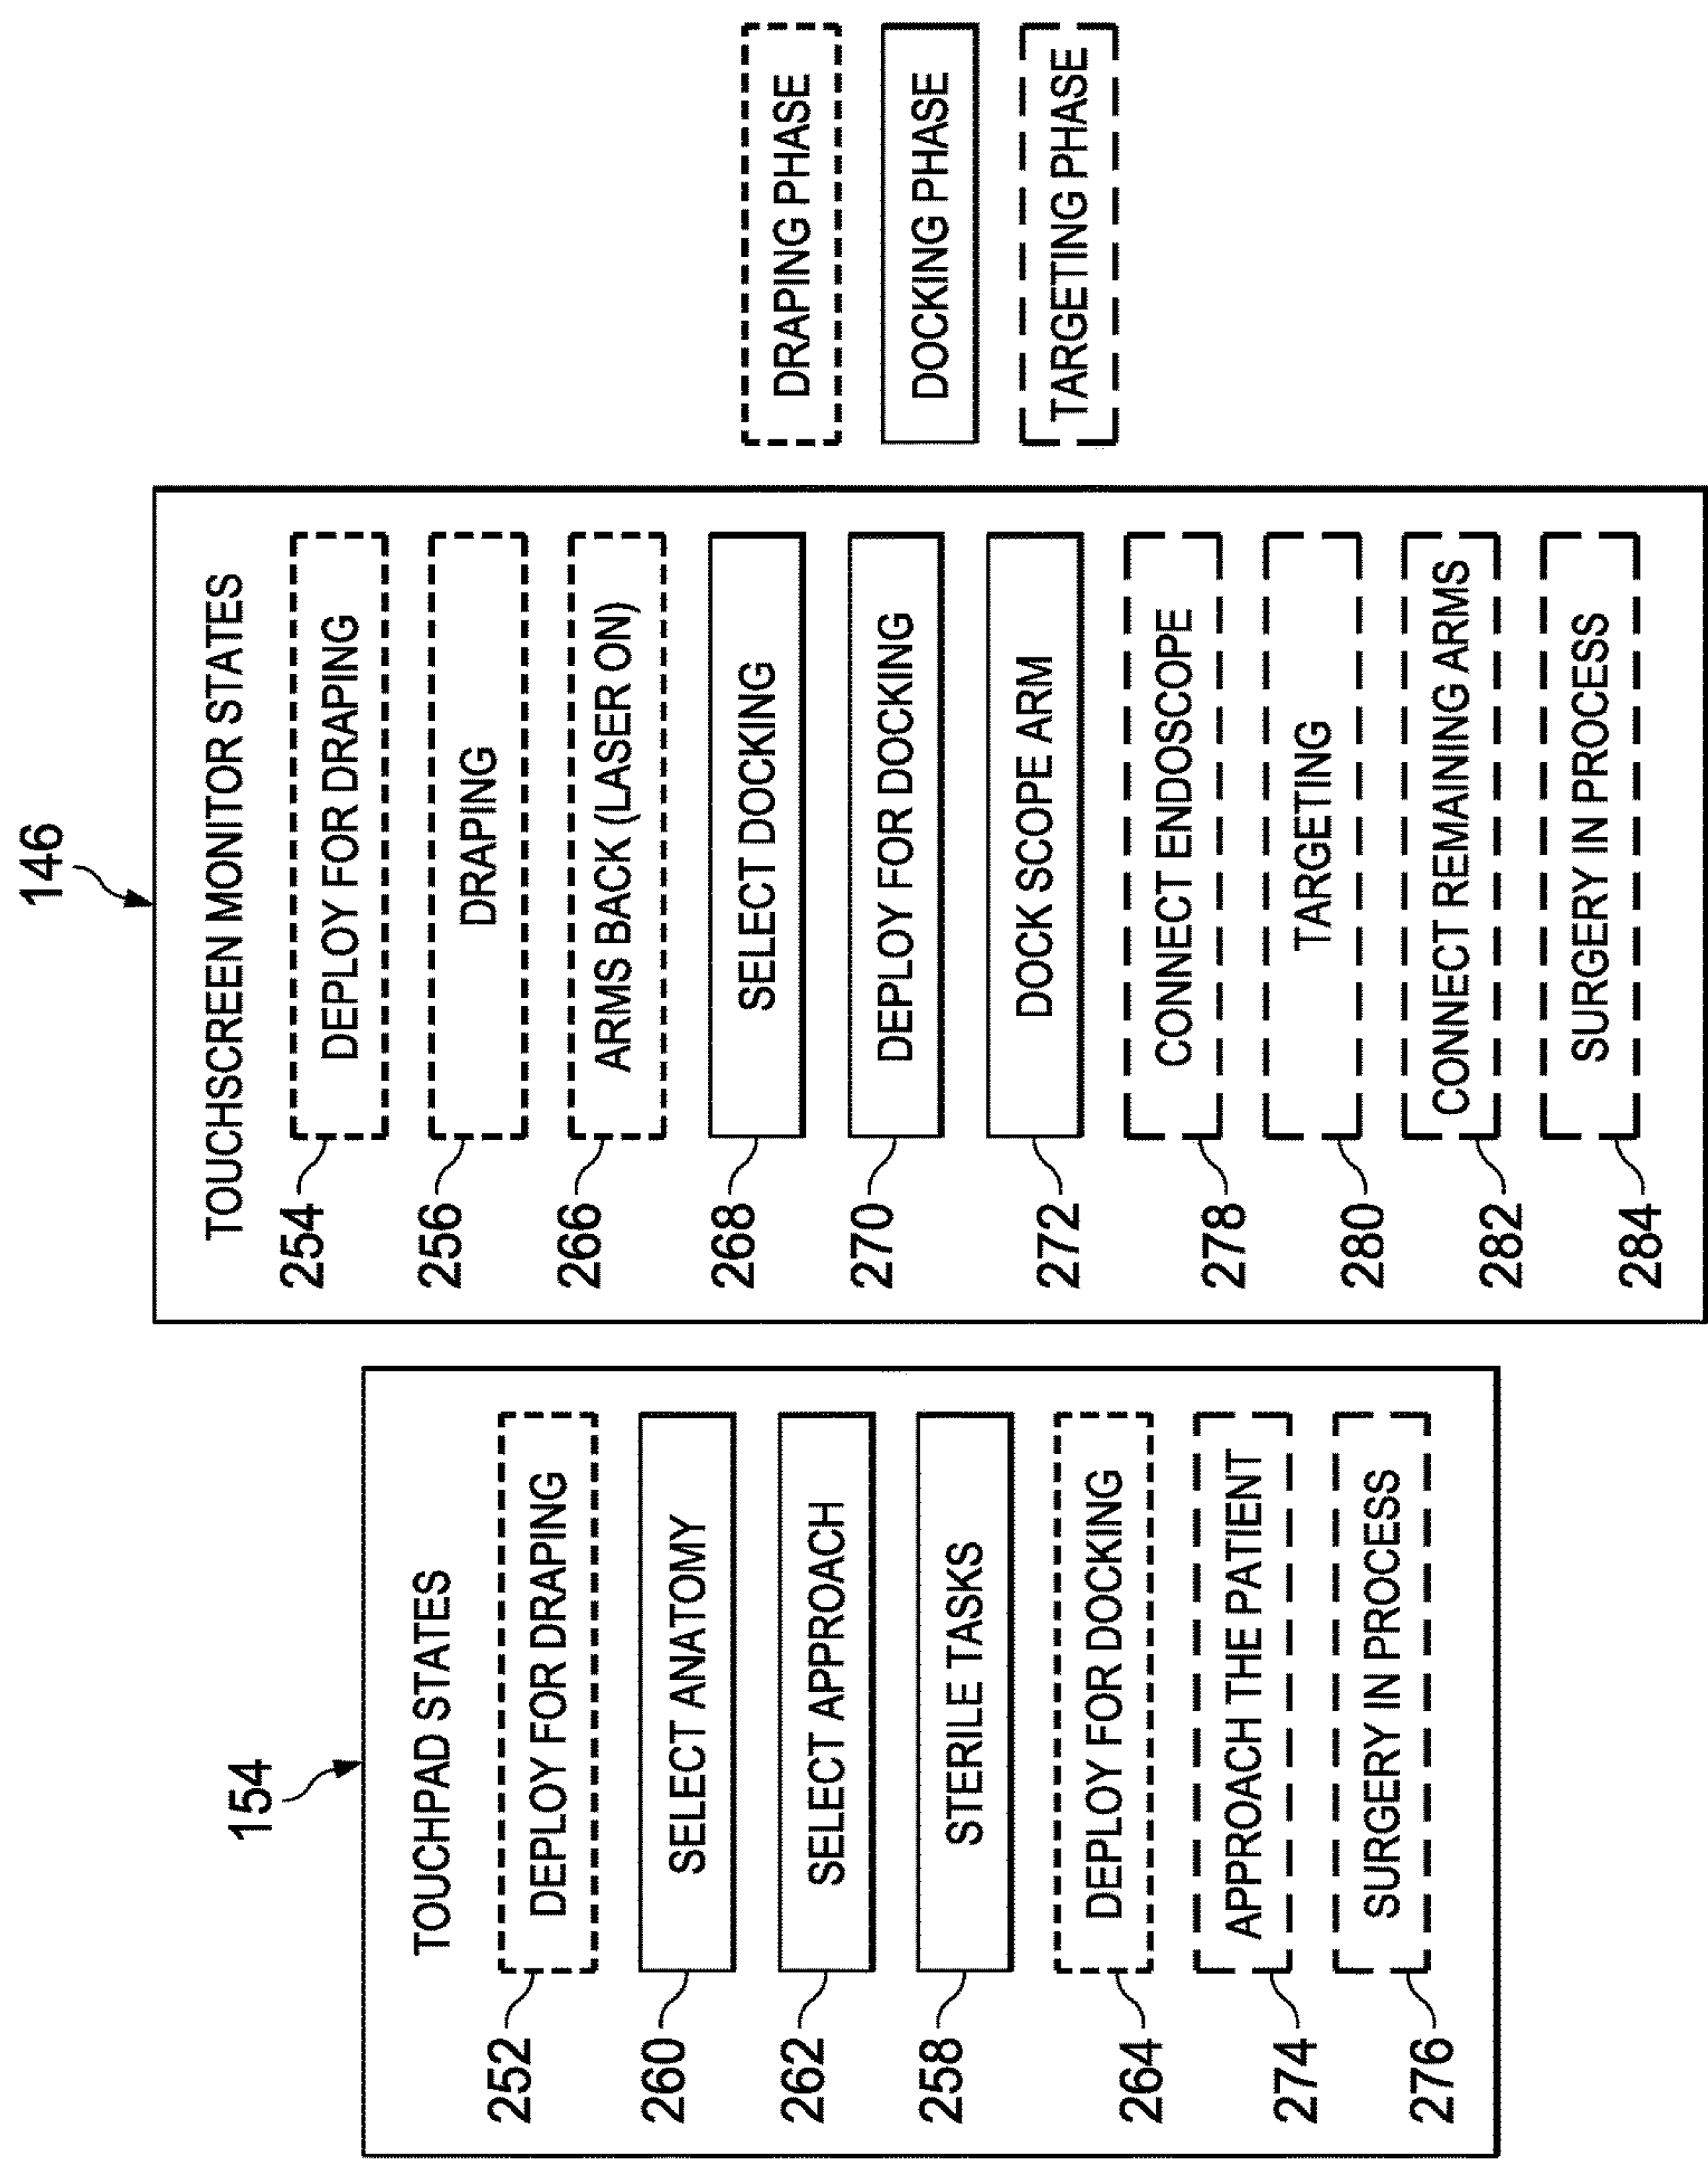 154
TOUCHPAD STATES
252 DEPLOY FOR DRAPING
260 SELECT ANATOMY
262 SELECT APPROACH
258 STERILE TASKS
264 DEPLOY FOR DOCKING
274 APPROACH THE PATIENT
276 SURGERY IN PROCESS
146
TOUCHSCREEN MONITOR STATES
254 DEPLOY FOR DRAPING
256 DRAPING
266 ARMS BACK (LASER ON)
268 SELECT DOCKING
270 DEPLOY FOR DOCKING
272 DOCK SCOPE ARM
278 CONNECT ENDOSCOPE
280 TARGETING
282 CONNECT REMAINING ARMS
284 SURGERY IN PROCESS
DRAPING PHASE
DOCKING PHASE
TARGETING PHASE